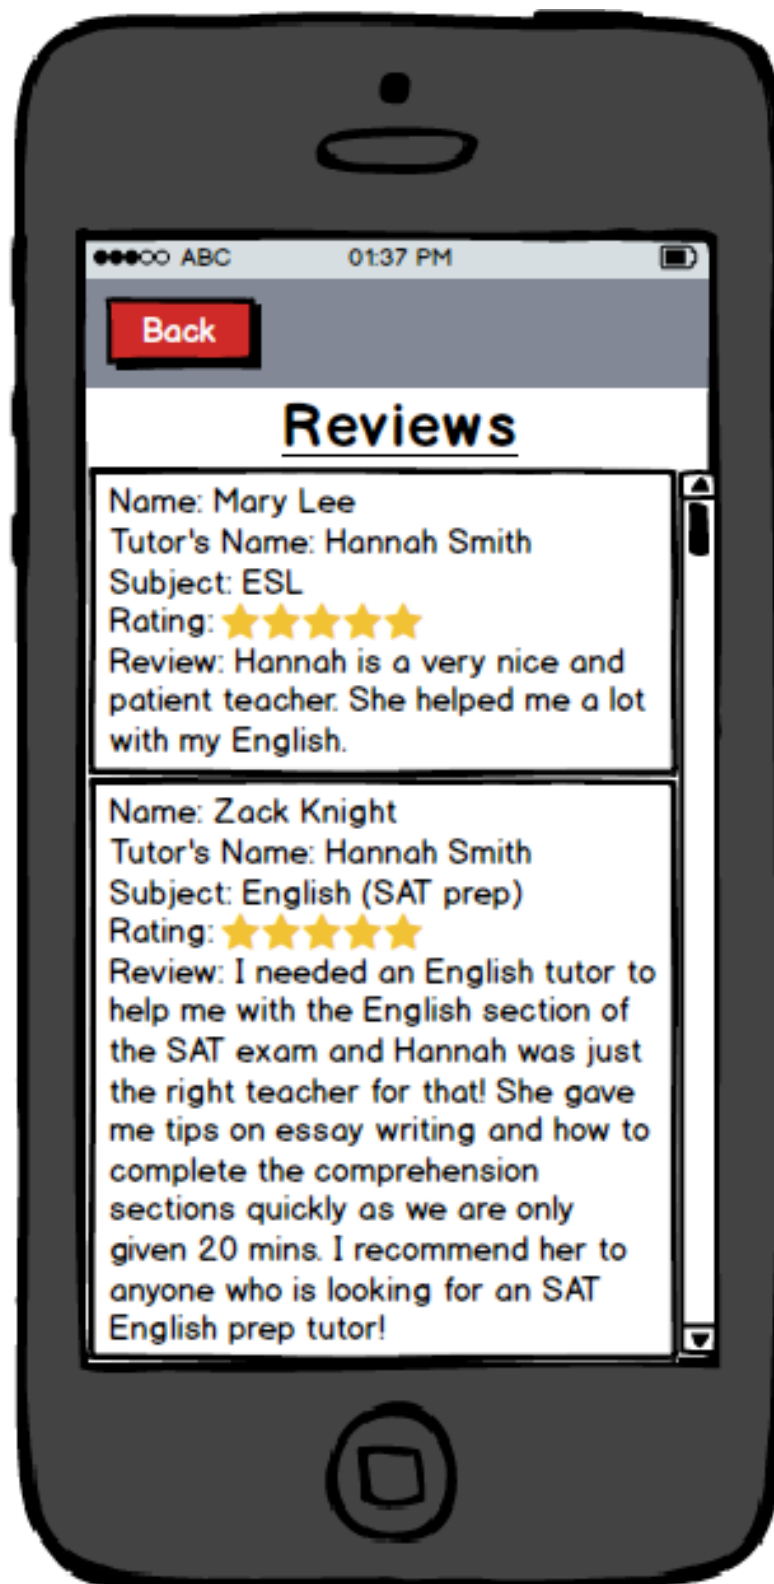 ABC 01:37 PM
Back
Reviews
Name: Mary Lee
Tutor's Name: Hannah Smith
Subject: ESL
Rating:
Review: Hannah is a very nice and
patient teacher. She helped me a lot
with my English.
Name: Zack Knight
Tutor's Name: Hannah Smith
Subject: English (SAT prep)
Rating:
Review: I needed an English tutor to
help me with the English section of
the SAT exam and Hannah was just
the right teacher for that! She gave
me tips on essay writing and how to
complete the comprehension
sections quickly as we are only
given 20 mins. I recommend her to
anyone who is looking for an SAT
English prep tutor!